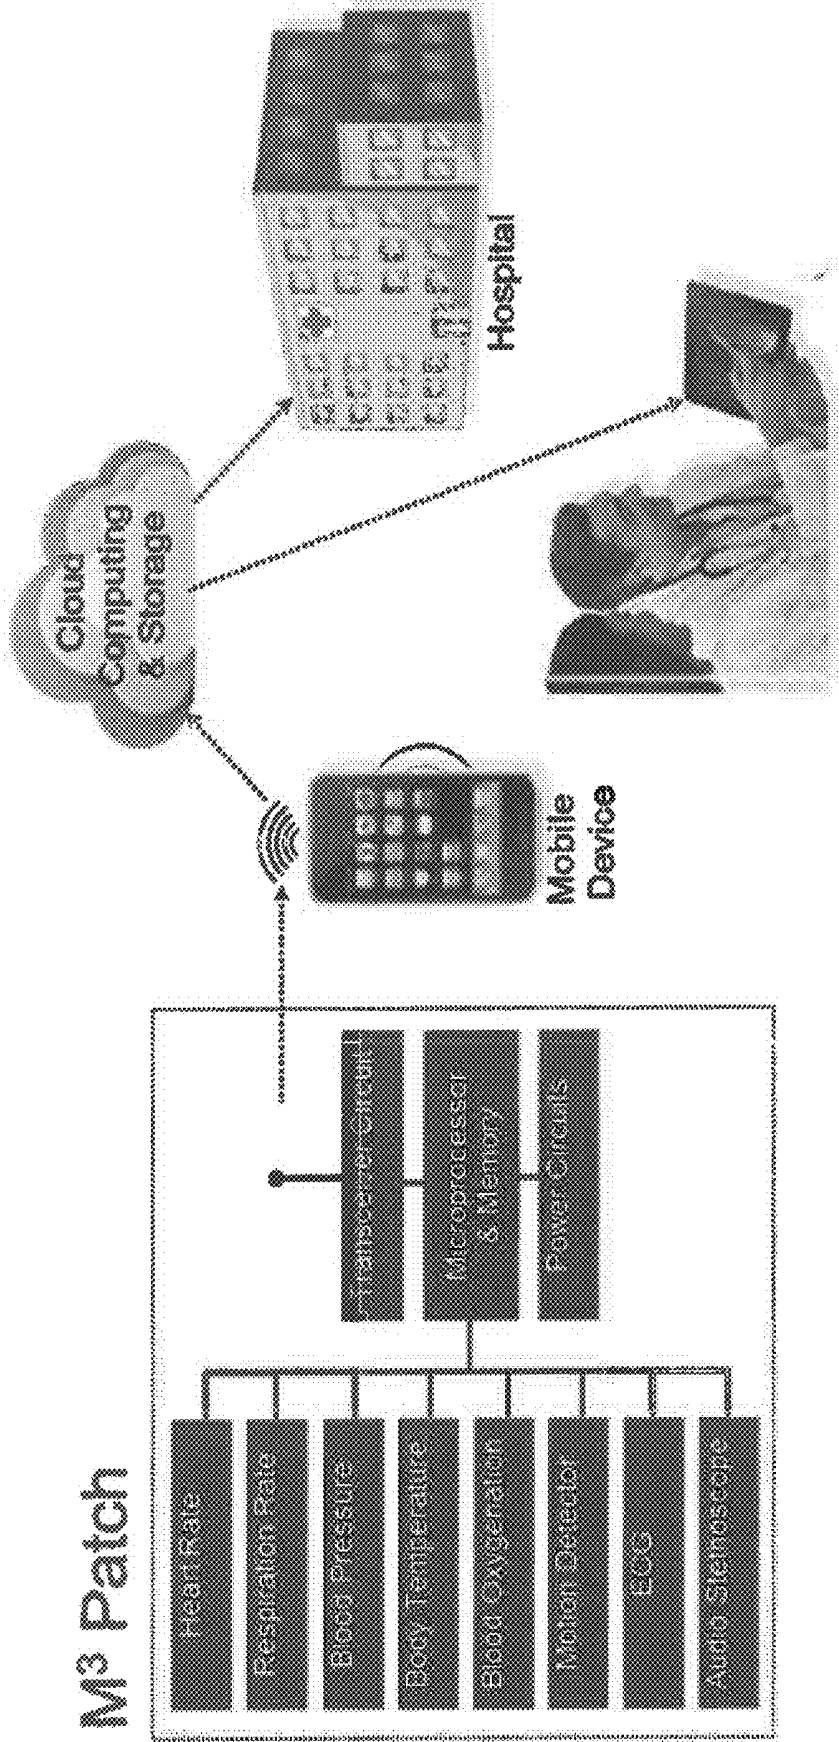 M³ Patch
Heart Rate
Respiration Rate
Blood Pressure
Body Temperature
Blood Oxygenation
Motion Detector
ECG
Audio Stethoscope
Transceiver Circuit
Microprocesser
& Memory
Power Circuits
Mobile
Device
Cloud
Computing
& Storage
Hospital